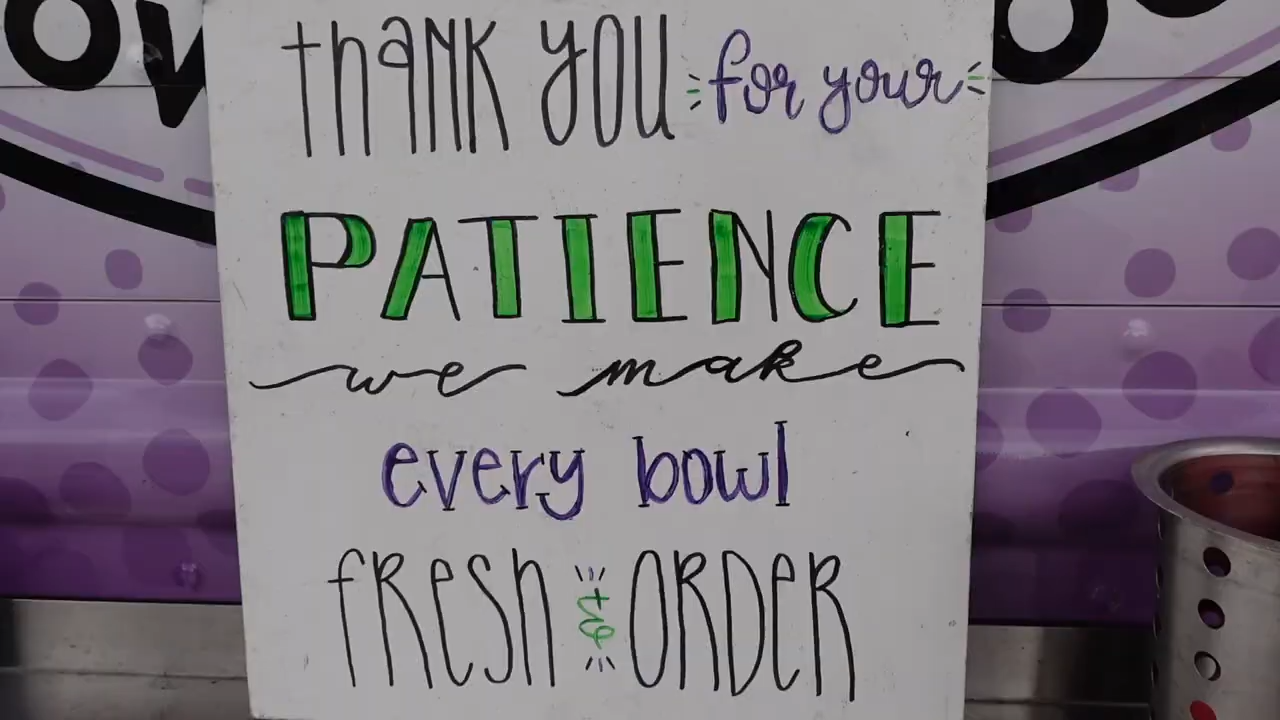 thank you for your
PATIENCE
we make
every bowl
fresh to ORDER